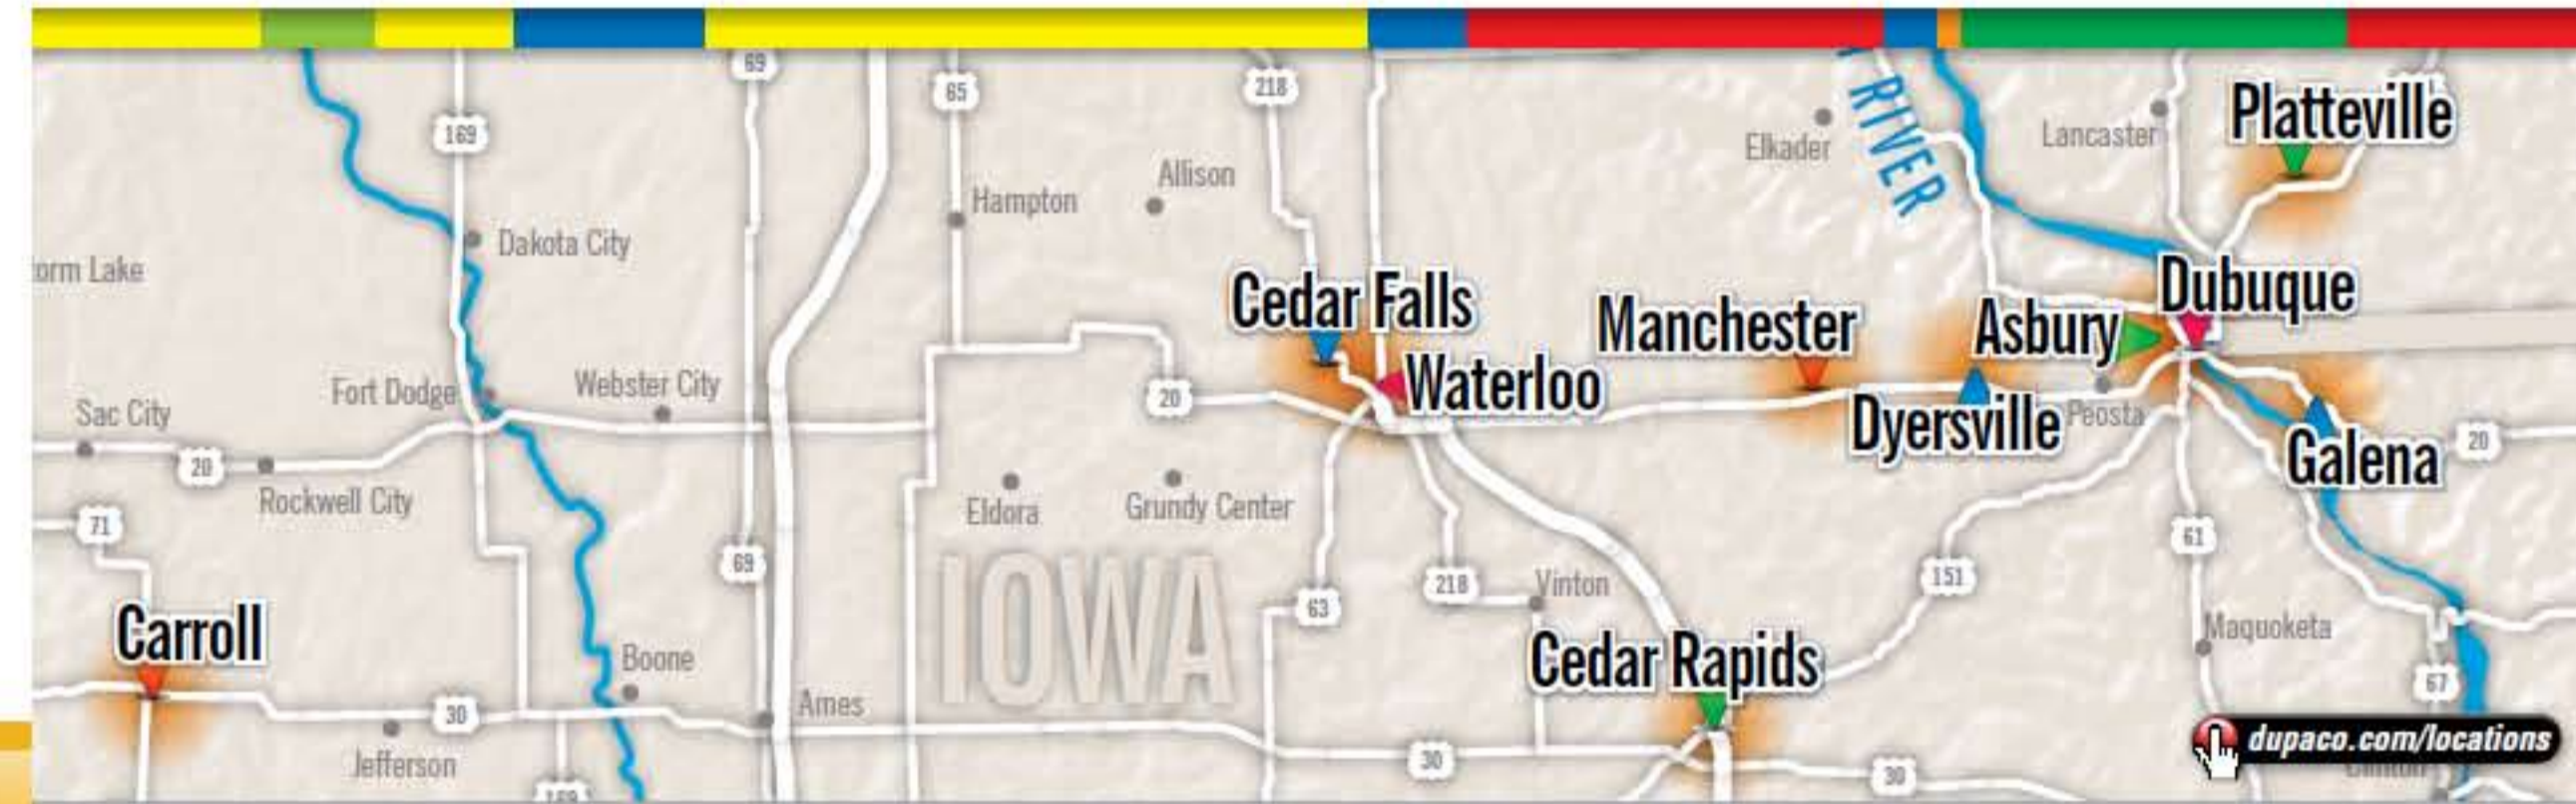 69
65
218
169
RIVER
Elkader
Lancaster
Platteville
Allison
Hampton
Dakota City
orm Lake
Cedar Falls
Dubuque
Manchester
Asbury
Waterloo
Fort Dodge
Webster City
20
Dyersville
Peosta
Sac City
20
Galena
20
Rockwell City
Eldora
Grundy Center
71
61
69
IOWA
218
Vinton
151
63
Carroll
Maquoketa
Boone
Cedar Rapids
67
Ames
30
dupaco.com/locations
Jefferson
30
30
169
Clinton